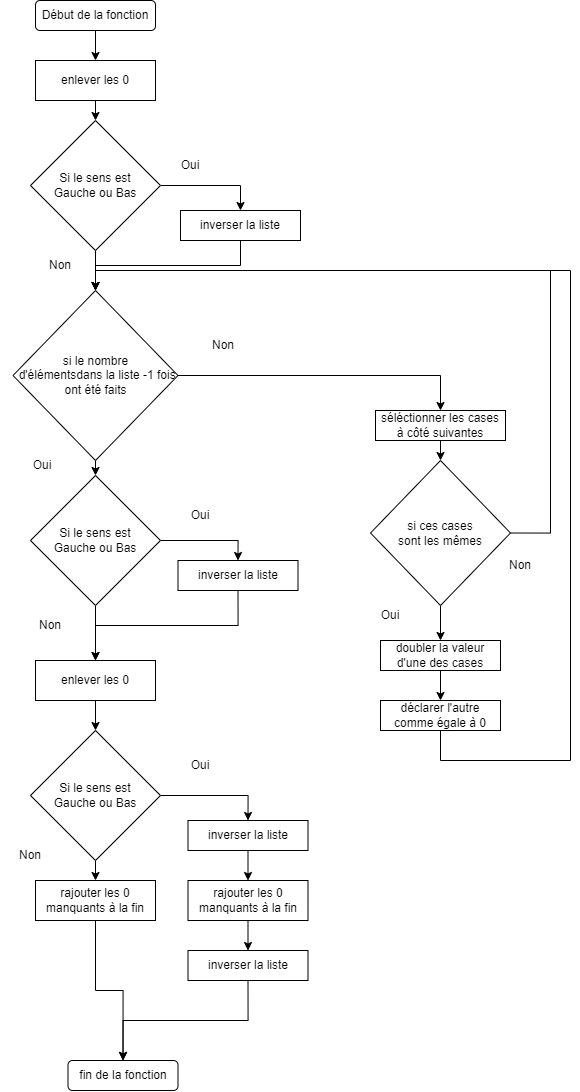 Début de la fonction
enlever les 0
Si le sens est
Gauche ou Bas
Oui
inverser la liste
Non
si le nombre
d'élémentsdans la liste -1 fois
ont été faits
Non
séléctionner les cases
à côté suivantes
Oui
si ces cases
sont les mêmes
Non
Si le sens est
Gauche ou Bas
Oui
inverser la liste
Non
Oui
doubler la valeur
d'une des cases
enlever les 0
déclarer l'autre
comme égale à 0
Si le sens est
Gauche ou Bas
Oui
inverser la liste
Non
rajouter les 0
manquants à la fin
rajouter les 0
manquants à la fin
inverser la liste
fin de la fonction